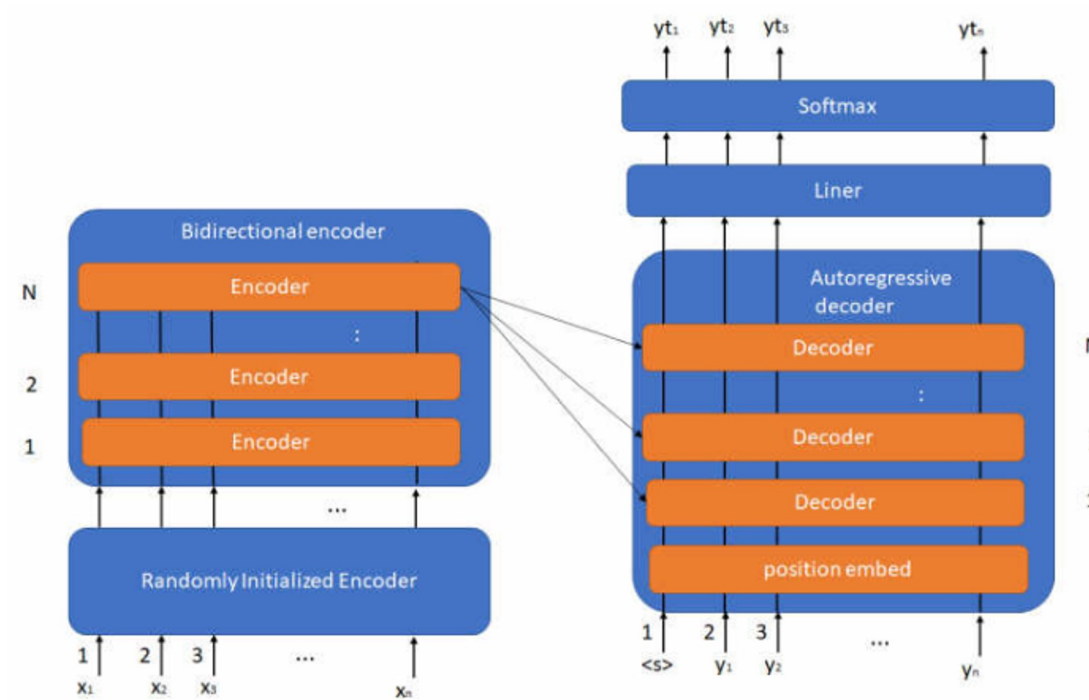 yt₁ yt₂ yt₃ ytₙ
Softmax
Liner
Bidirectional encoder
N
Encoder
:
2
Encoder
1
Encoder
...
Randomly Initialized Encoder
1 2 3 ...
x₁ x₂ x₃ xₙ
Autoregressive
decoder
Decoder
:
Decoder
Decoder
position embed
1 2 3 ...
<s> y₁ y₂ yₙ